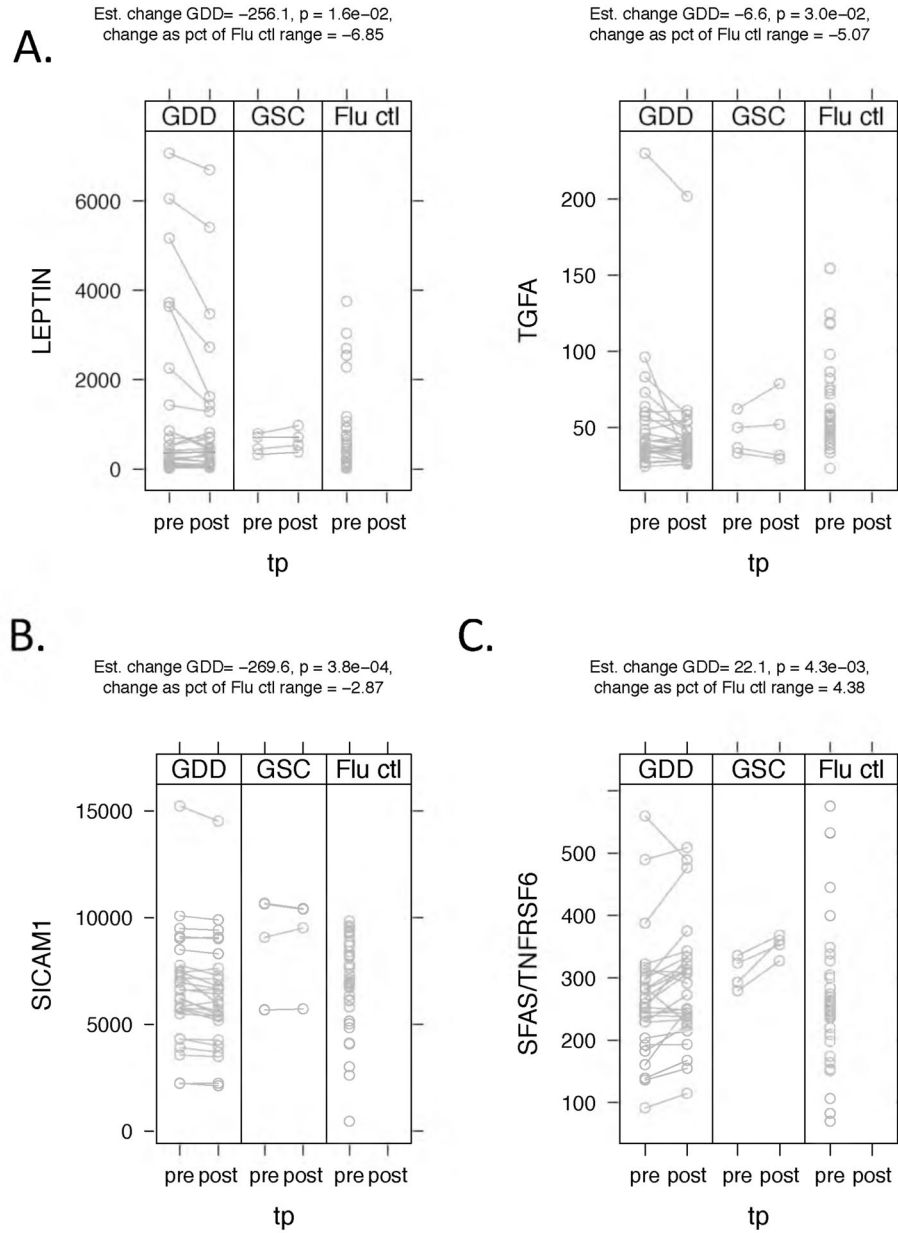 A.
Est. change GDD= −256.1, p = 1.6e−02,
change as pct of Flu ctl range = −6.85
GDD GSC Flu ctl
LEPTIN
6000
4000
2000
0
pre post pre post pre post
tp
Est. change GDD= −6.6, p = 3.0e−02,
change as pct of Flu ctl range = −5.07
GDD GSC Flu ctl
TGFA
200
150
100
50
pre post pre post pre post
tp
B.
Est. change GDD= −269.6, p = 3.8e−04,
change as pct of Flu ctl range = −2.87
GDD GSC Flu ctl
SICAM1
15000
10000
5000
0
pre post pre post pre post
tp
C.
Est. change GDD= 22.1, p = 4.3e−03,
change as pct of Flu ctl range = 4.38
GDD GSC Flu ctl
SFAS/TNFRSF6
500
400
300
200
100
pre post pre post pre post
tp